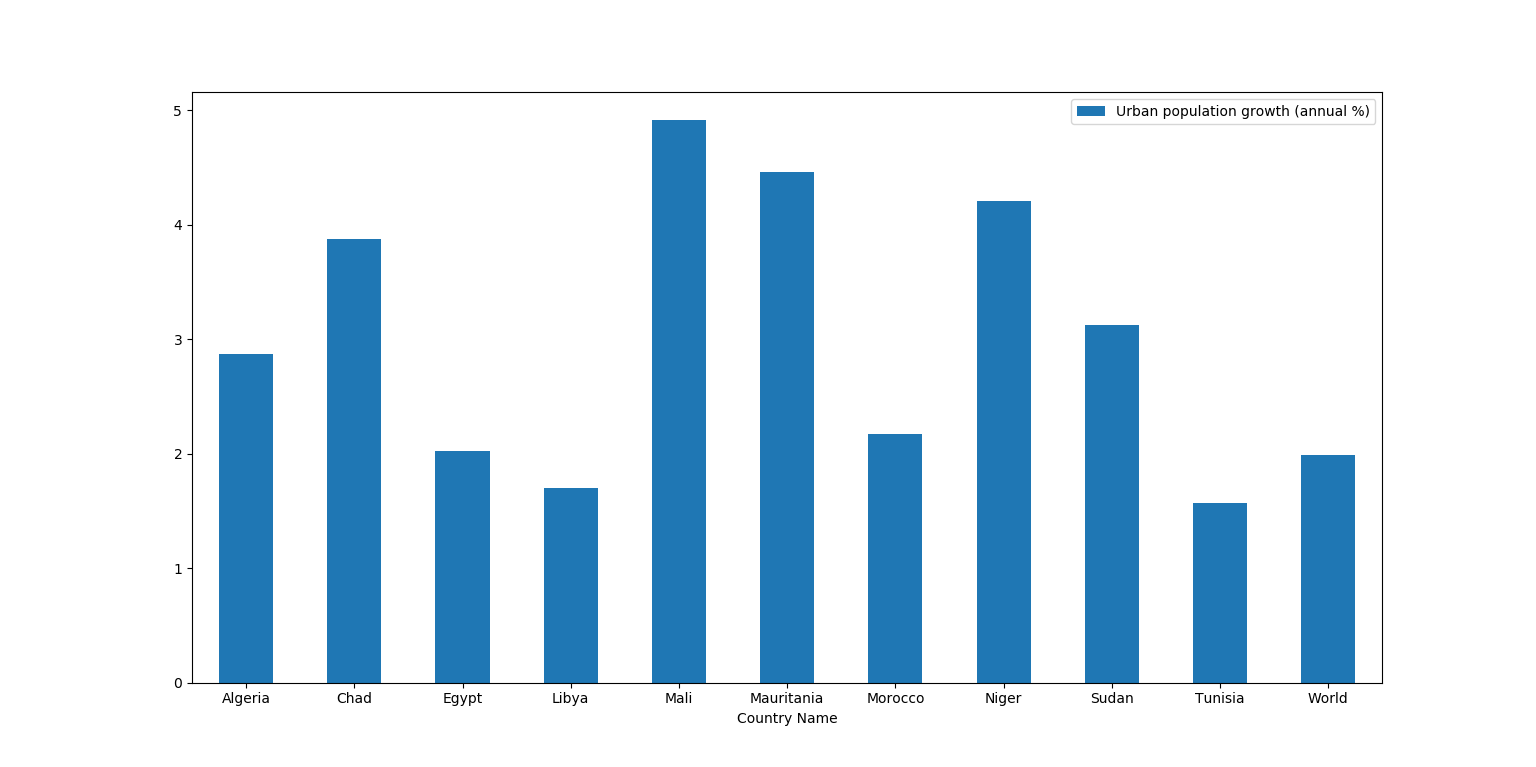 Urban population growth (annual %)
5
4
3
2
1
0
Algeria Chad Egypt Libya Mali Mauritania Morocco Niger Sudan Tunisia World
Country Name